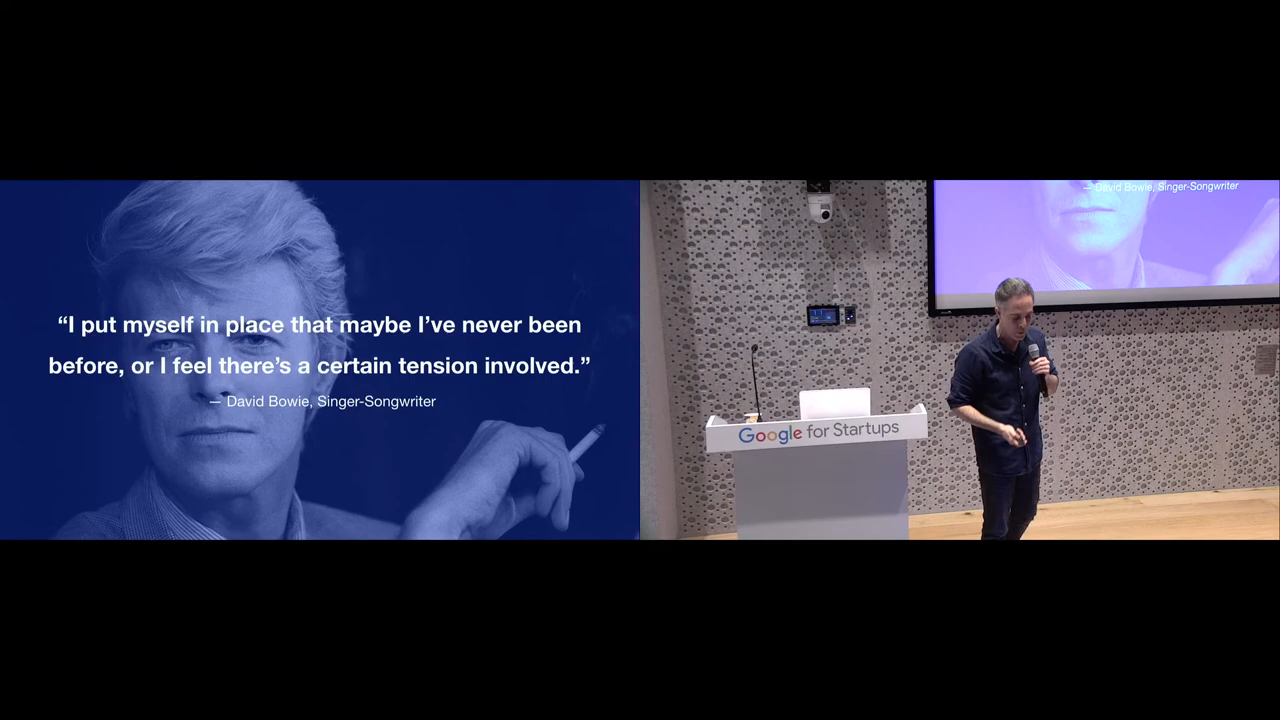 “I put myself in place that maybe I’ve never been
before, or I feel there’s a certain tension involved.”
— David Bowie, Singer-Songwriter
— David Bowie, Singer-Songwriter
Google for Startups